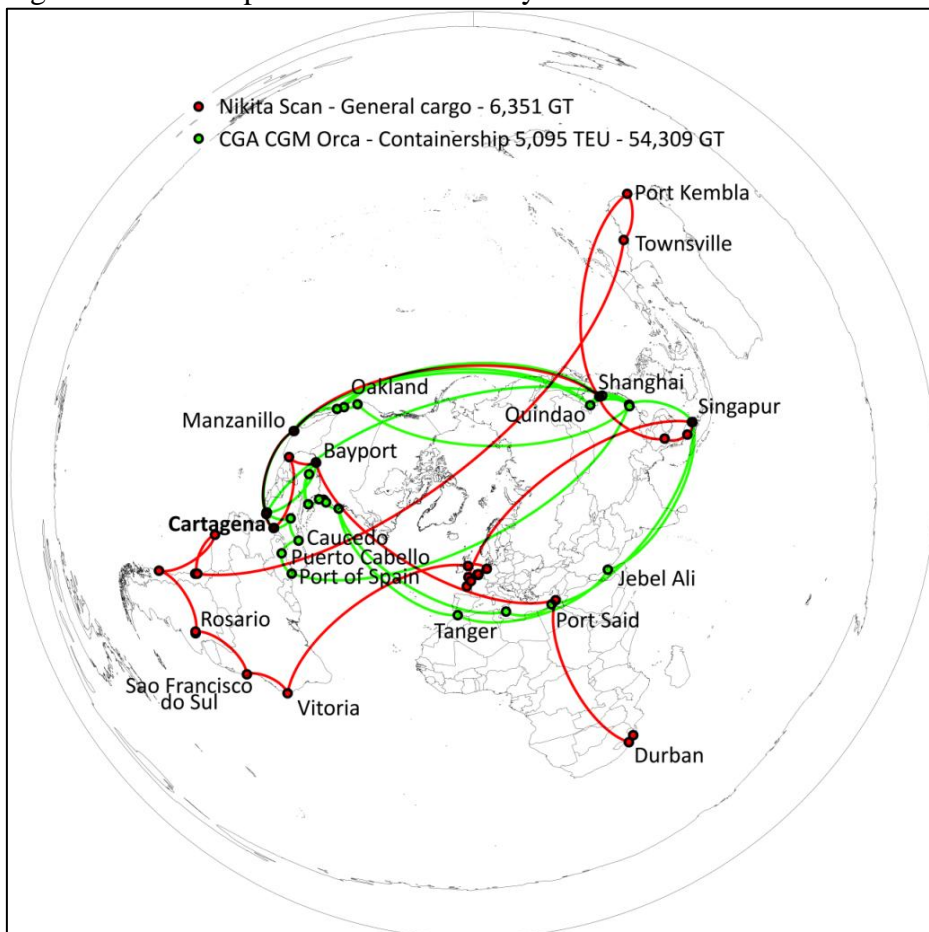 Nikita Scan - General cargo - 6,351 GT
CGA CGM Orca - Containership 5,095 TEU - 54,309 GT
Port Kembla
Townsville
Oakland
Shanghai
Manzanillo
Quindao
Singapur
Bayport
Cartagena
Caucedo
Puerto Cabello
Port of Spain
Jebel Ali
Rosario
Tanger
Port Said
Sao Francisco
do Sul
Vitoria
Durban